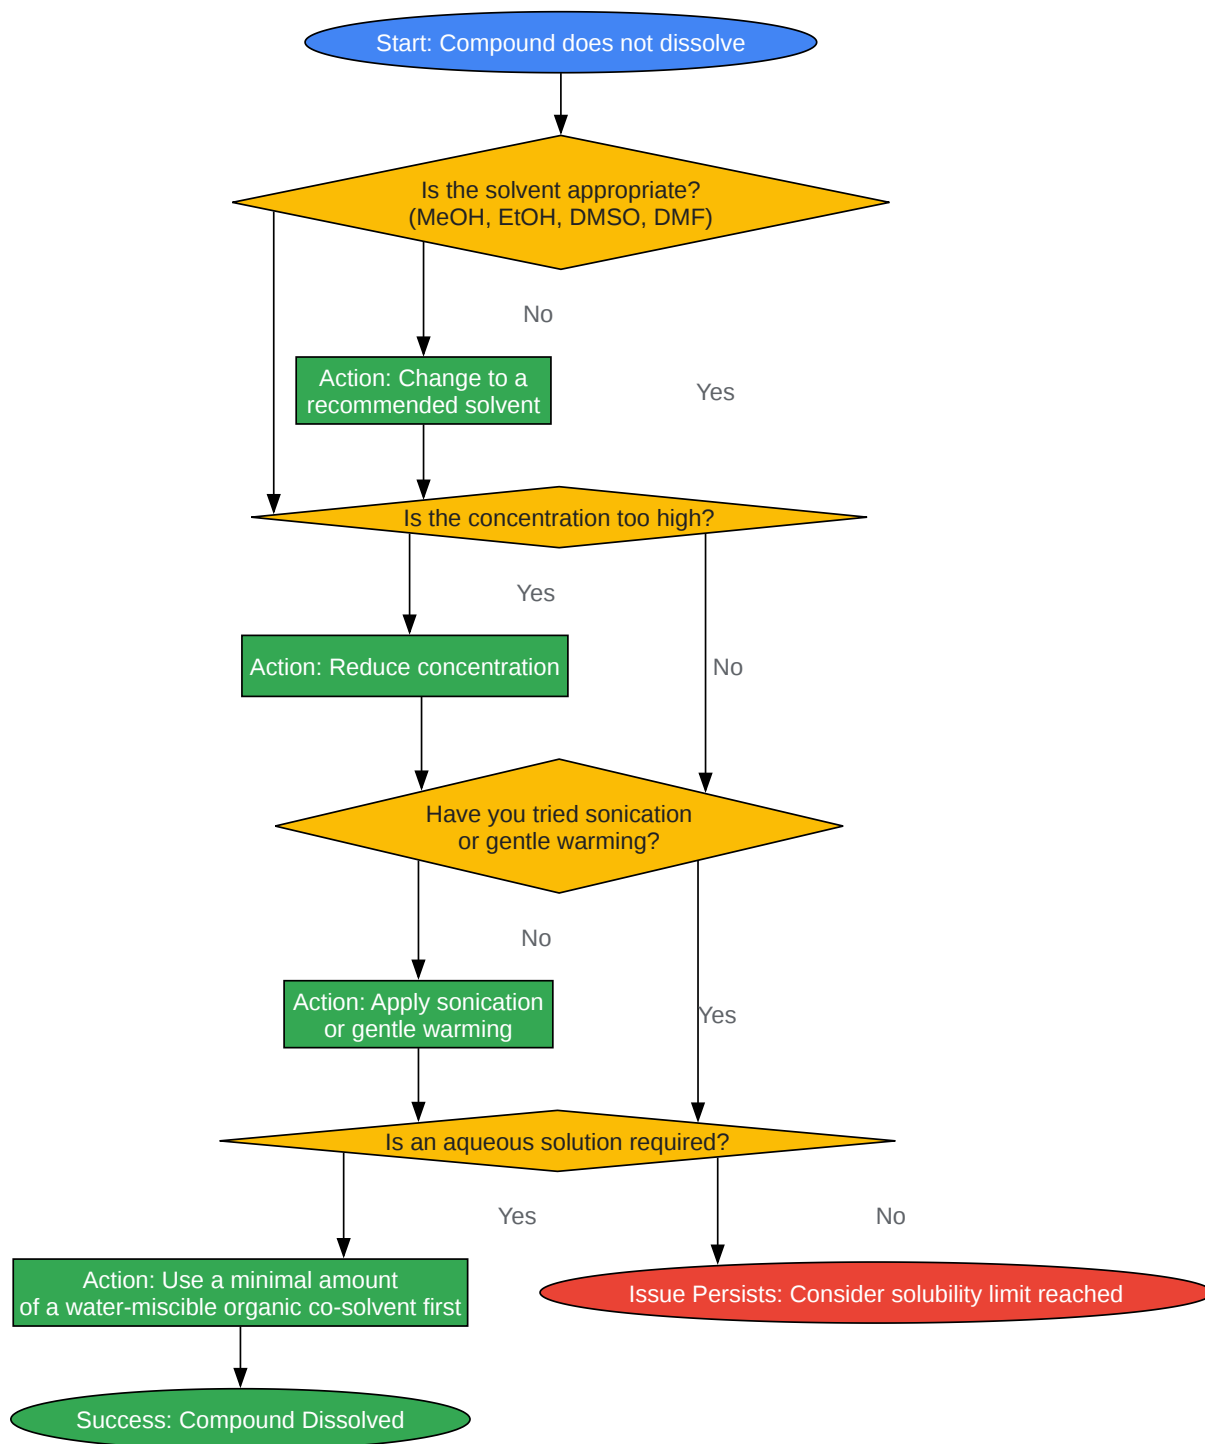 Start: Compound does not dissolve
Is the solvent appropriate?
(MeOH, EtOH, DMSO, DMF)
No
Action: Change to a
recommended solvent
Yes
Is the concentration too high?
Yes
Action: Reduce concentration
No
Have you tried sonication
or gentle warming?
No
Action: Apply sonication
or gentle warming
Yes
Is an aqueous solution required?
Yes
No
Action: Use a minimal amount
of a water-miscible organic co-solvent first
Issue Persists: Consider solubility limit reached
Success: Compound Dissolved